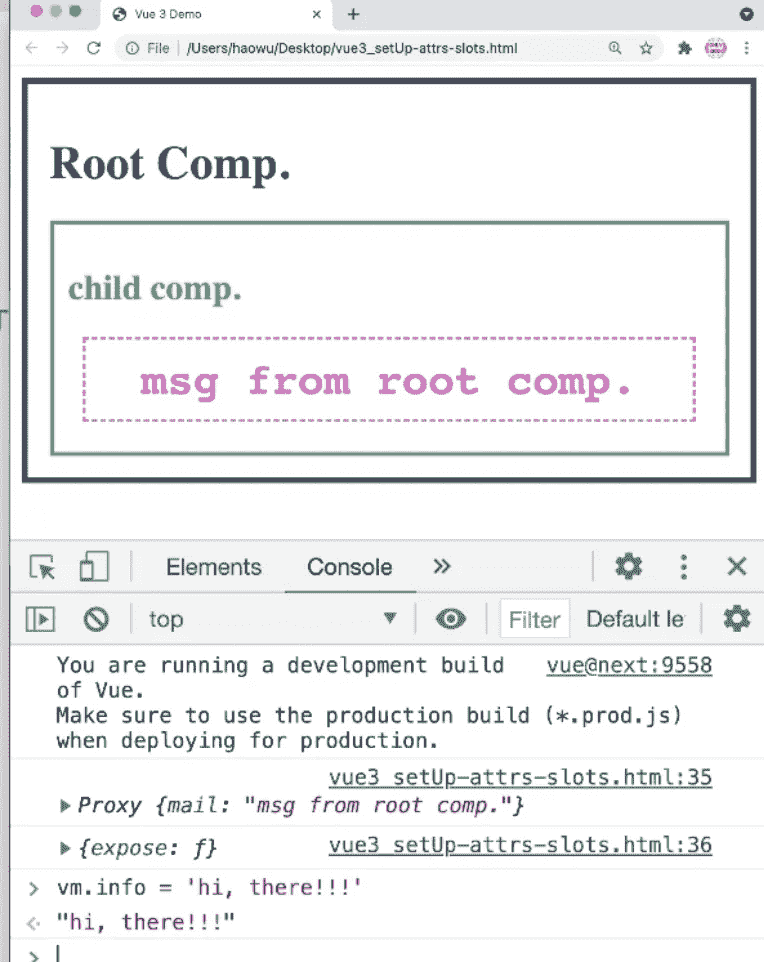 Vue 3 Demo
File /Users/haowu/Desktop/vue3_setUp-attrs-slots.html
Root Comp.
child comp.
msg from root comp.
Elements Console
top Filter Default le
You are running a development build vue@next:9558
of Vue.
Make sure to use the production build (*.prod.js)
when deploying for production.
vue3_setUp-attrs-slots.html:35
Proxy {mail: "msg from root comp."}
{expose: f} vue3_setUp-attrs-slots.html:36
vm.info = 'hi, there!!!'
"hi, there!!!"